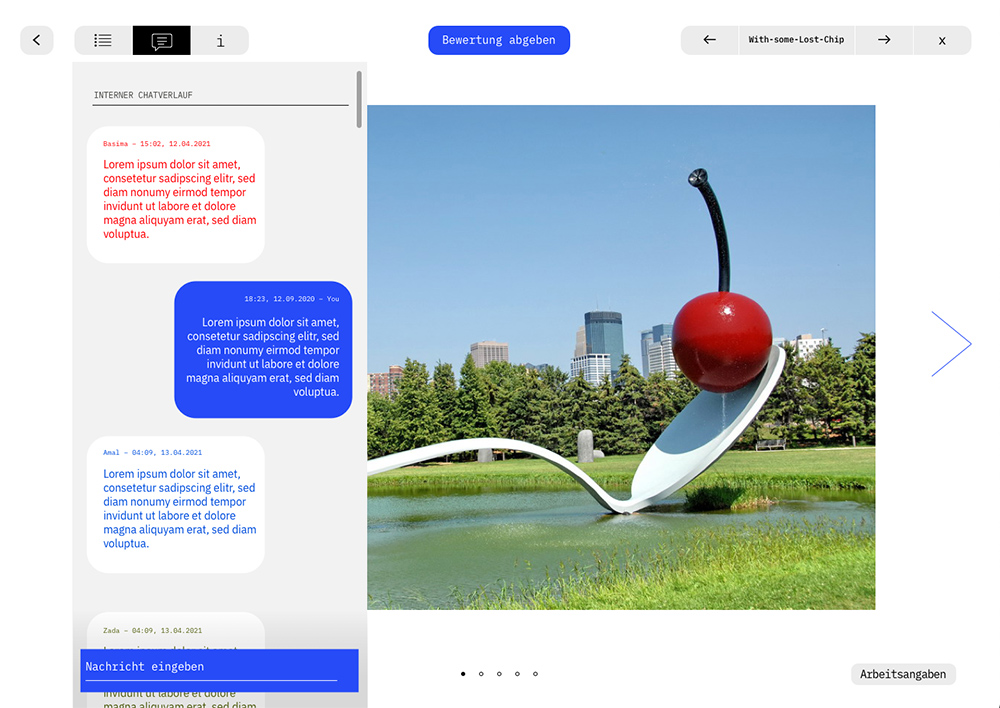 i
Bewertung abgeben
With-some-Lost-Chip
x
INTERNER CHATVERLAUF
Basima – 15:02, 12.04.2021
Lorem ipsum dolor sit amet,
consetetur sadipscing elitr, sed
diam nonumy eirmod tempor
invidunt ut labore et dolore
magna aliquyam erat, sed diam
voluptua.
18:23, 12.09.2020 – You
Lorem ipsum dolor sit amet,
consetetur sadipscing elitr, sed
diam nonumy eirmod tempor
invidunt ut labore et dolore
magna aliquyam erat, sed diam
voluptua.
Amal – 04:09, 13.04.2021
Lorem ipsum dolor sit amet,
consetetur sadipscing elitr, sed
diam nonumy eirmod tempor
invidunt ut labore et dolore
magna aliquyam erat, sed diam
voluptua.
Zada – 04:09, 13.04.2021
Nachricht eingeben
invidunt ut labore et dolore
magna aliquyam erat, sed diam
Arbeitsangaben